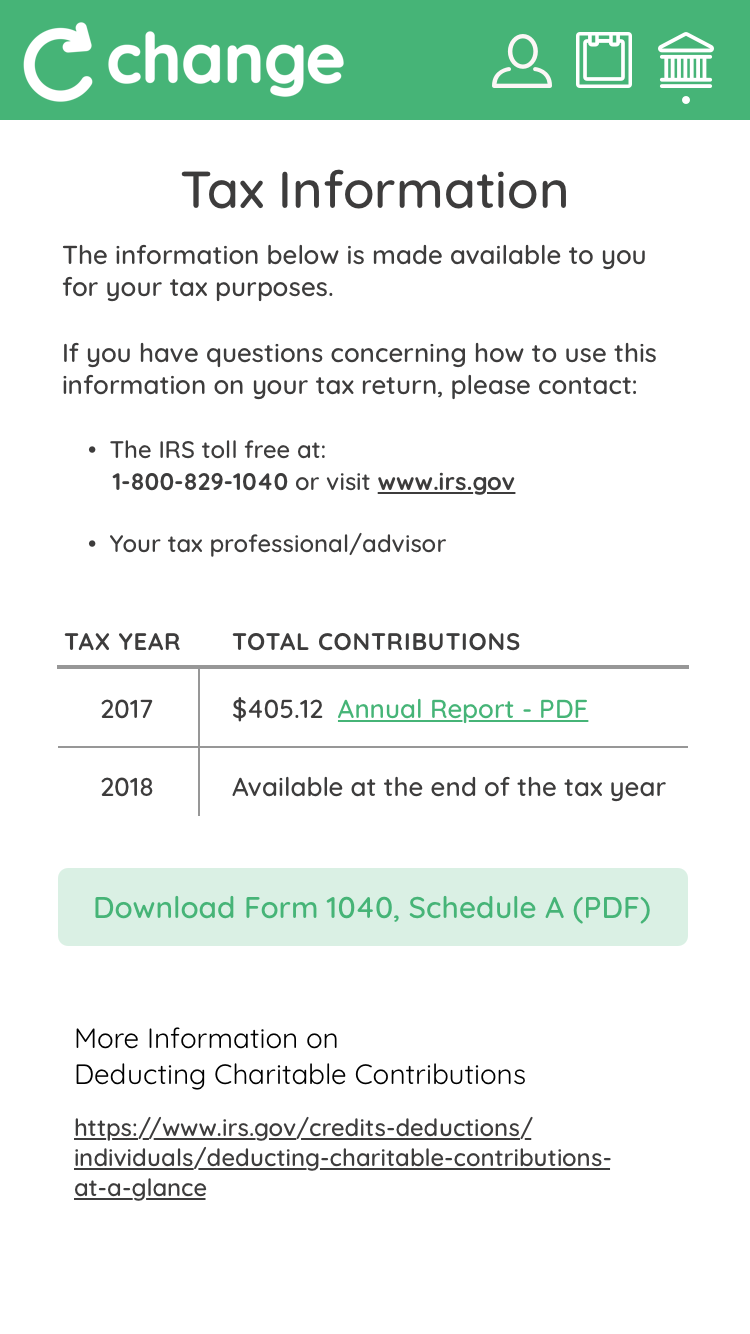 change
Tax Information
The information below is made available to you
for your tax purposes.
If you have questions concerning how to use this
information on your tax return, please contact:
• The IRS toll free at:
1-800-829-1040 or visit www.irs.gov
• Your tax professional/advisor
TAX YEAR TOTAL CONTRIBUTIONS
2017 $405.12 Annual Report - PDF
2018 Available at the end of the tax year
Download Form 1040, Schedule A (PDF)
More Information on
Deducting Charitable Contributions
https://www.irs.gov/credits-deductions/
individuals/deducting-charitable-contributions-
at-a-glance